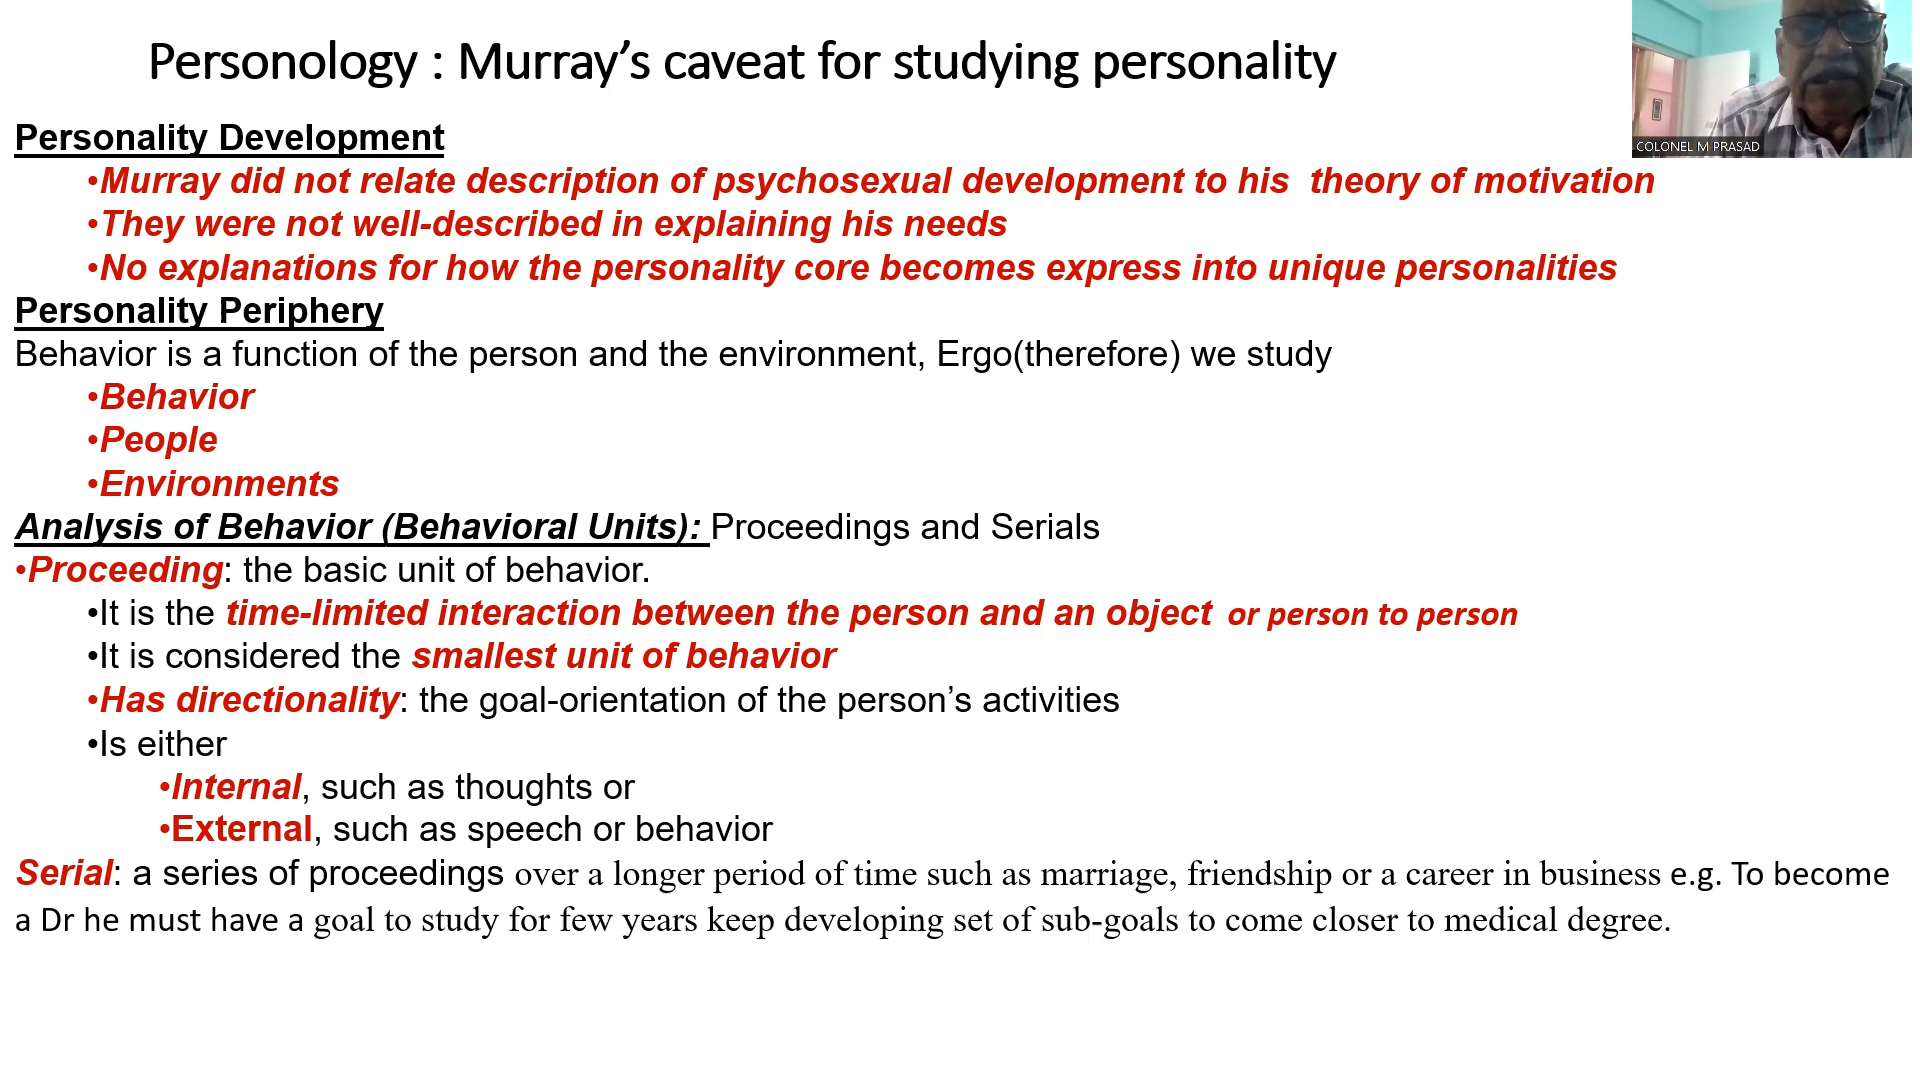 Personology : Murray’s caveat for studying personality
COLONEL M PRASAD
Personality Development
•Murray did not relate description of psychosexual development to his theory of motivation
•They were not well-described in explaining his needs
•No explanations for how the personality core becomes express into unique personalities
Personality Periphery
Behavior is a function of the person and the environment, Ergo(therefore) we study
•Behavior
•People
•Environments
Analysis of Behavior (Behavioral Units): Proceedings and Serials
•Proceeding: the basic unit of behavior.
•It is the time-limited interaction between the person and an object or person to person
•It is considered the smallest unit of behavior
•Has directionality: the goal-orientation of the person’s activities
•Is either
•Internal, such as thoughts or
•External, such as speech or behavior
Serial: a series of proceedings over a longer period of time such as marriage, friendship or a career in business e.g. To become
a Dr he must have a goal to study for few years keep developing set of sub-goals to come closer to medical degree.